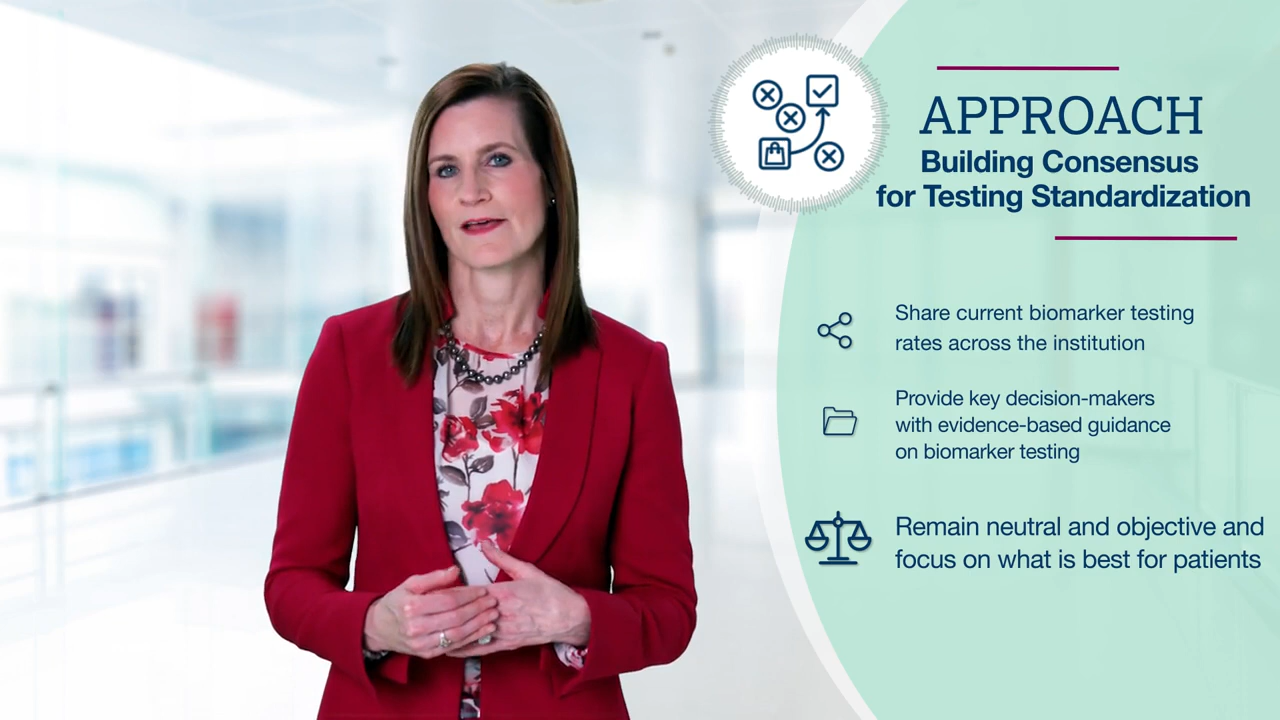 APPROACH
Building Consensus
for Testing Standardization
Share current biomarker testing
rates across the institution
Provide key decision-makers
with evidence-based guidance
on biomarker testing
Remain neutral and objective and
focus on what is best for patients